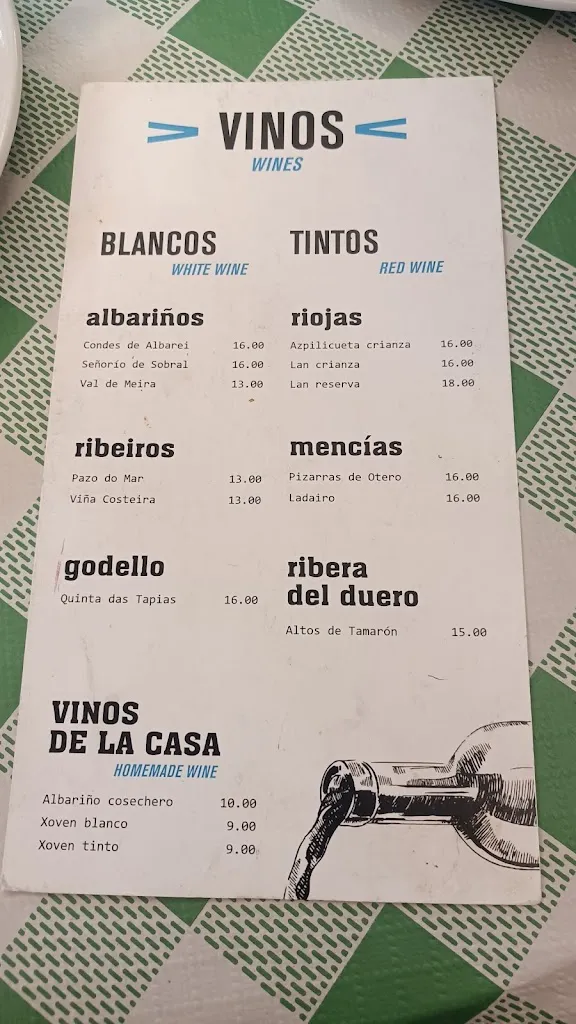 > VINOS <
WINES
BLANCOS
WHITE WINE
albariños
Condes de Albarei 16.00
Señorío de Sobral 16.00
Val de Meira 13.00
ribeiros
Pazo do Mar 13.00
Viña Costeira 13.00
godello
Quinta das Tapias 16.00
TINTOS
RED WINE
riojas
Azpilicueta crianza 16.00
Lan crianza 16.00
Lan reserva 18.00
mencías
Pizarras de Otero 16.00
Ladairo 16.00
ribera
del duero
Altos de Tamarón 15.00
VINOS
DE LA CASA
HOMEMADE WINE
Albariño cosechero 10.00
Xoven blanco 9.00
Xoven tinto 9.00